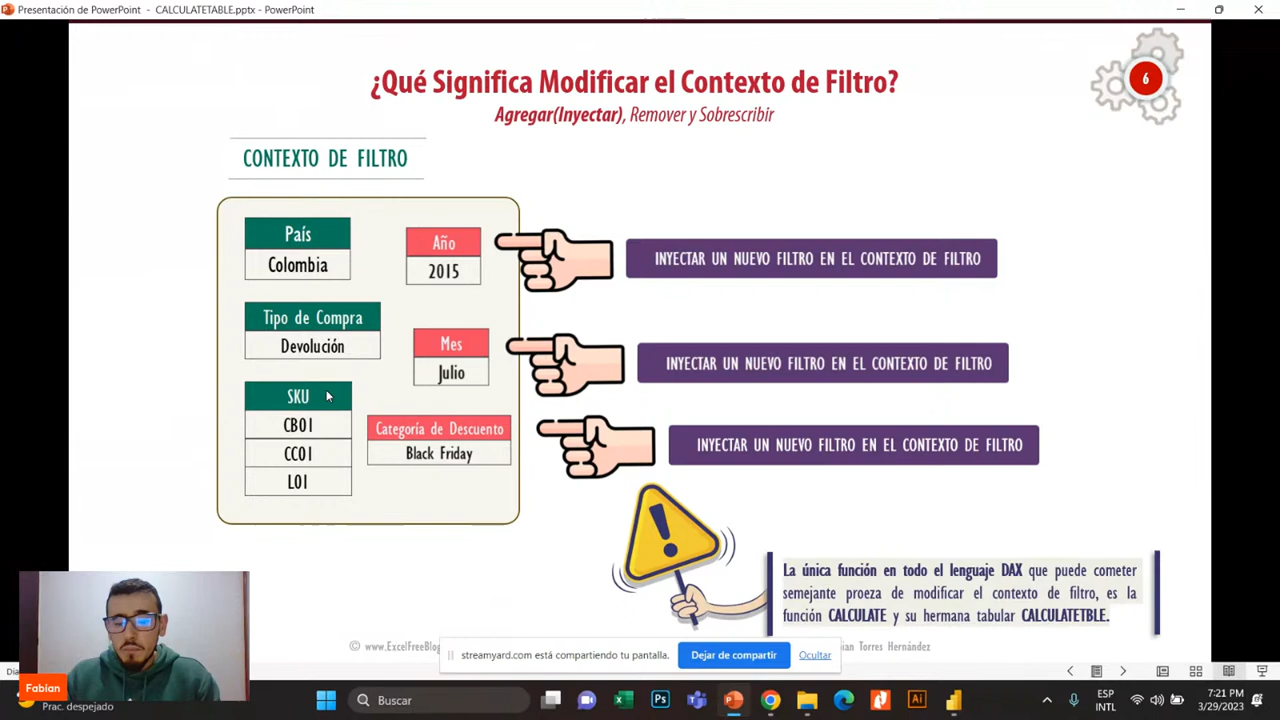 Presentación de PowerPoint - CALCULATETABLE.pptx - PowerPoint
¿Qué Significa Modificar el Contexto de Filtro?
6
Agregar(Inyectar), Remover y Sobrescribir
CONTEXTO DE FILTRO
País
Colombia
Año
2015
INYECTAR UN NUEVO FILTRO EN EL CONTEXTO DE FILTRO
Tipo de Compra
Devolución
Mes
Julio
INYECTAR UN NUEVO FILTRO EN EL CONTEXTO DE FILTRO
SKU
CB01
CC01
L01
Categoría de Descuento
Black Friday
INYECTAR UN NUEVO FILTRO EN EL CONTEXTO DE FILTRO
La única función en todo el lenguaje DAX que puede cometer
semejante proeza de modificar el contexto de filtro, es la
función CALCULATE y su hermana tabular CALCULATETBLE.
© www.ExcelFreeBlog
Torres Hernández
streamyard.com está compartiendo tu pantalla.
Dejar de compartir
Ocultar
Fabian
Prac. despejado
Buscar
ESP
INTL
7:21 PM
3/29/2023